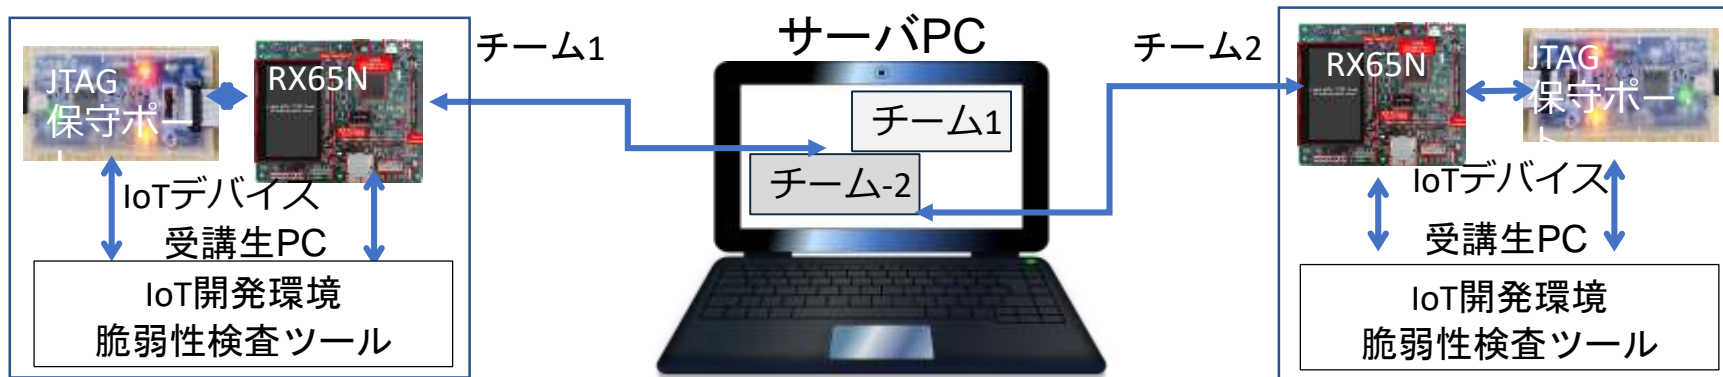 JTAG
保守ポー
ト
RX65N
IoTデバイス
受講生PC
IoT開発環境
脆弱性検査ツール
チーム1
サーバPC
チーム1
チーム-2
チーム2
RX65N
JTAG
保守ポー
ト
IoTデバイス
受講生PC
IoT開発環境
脆弱性検査ツール